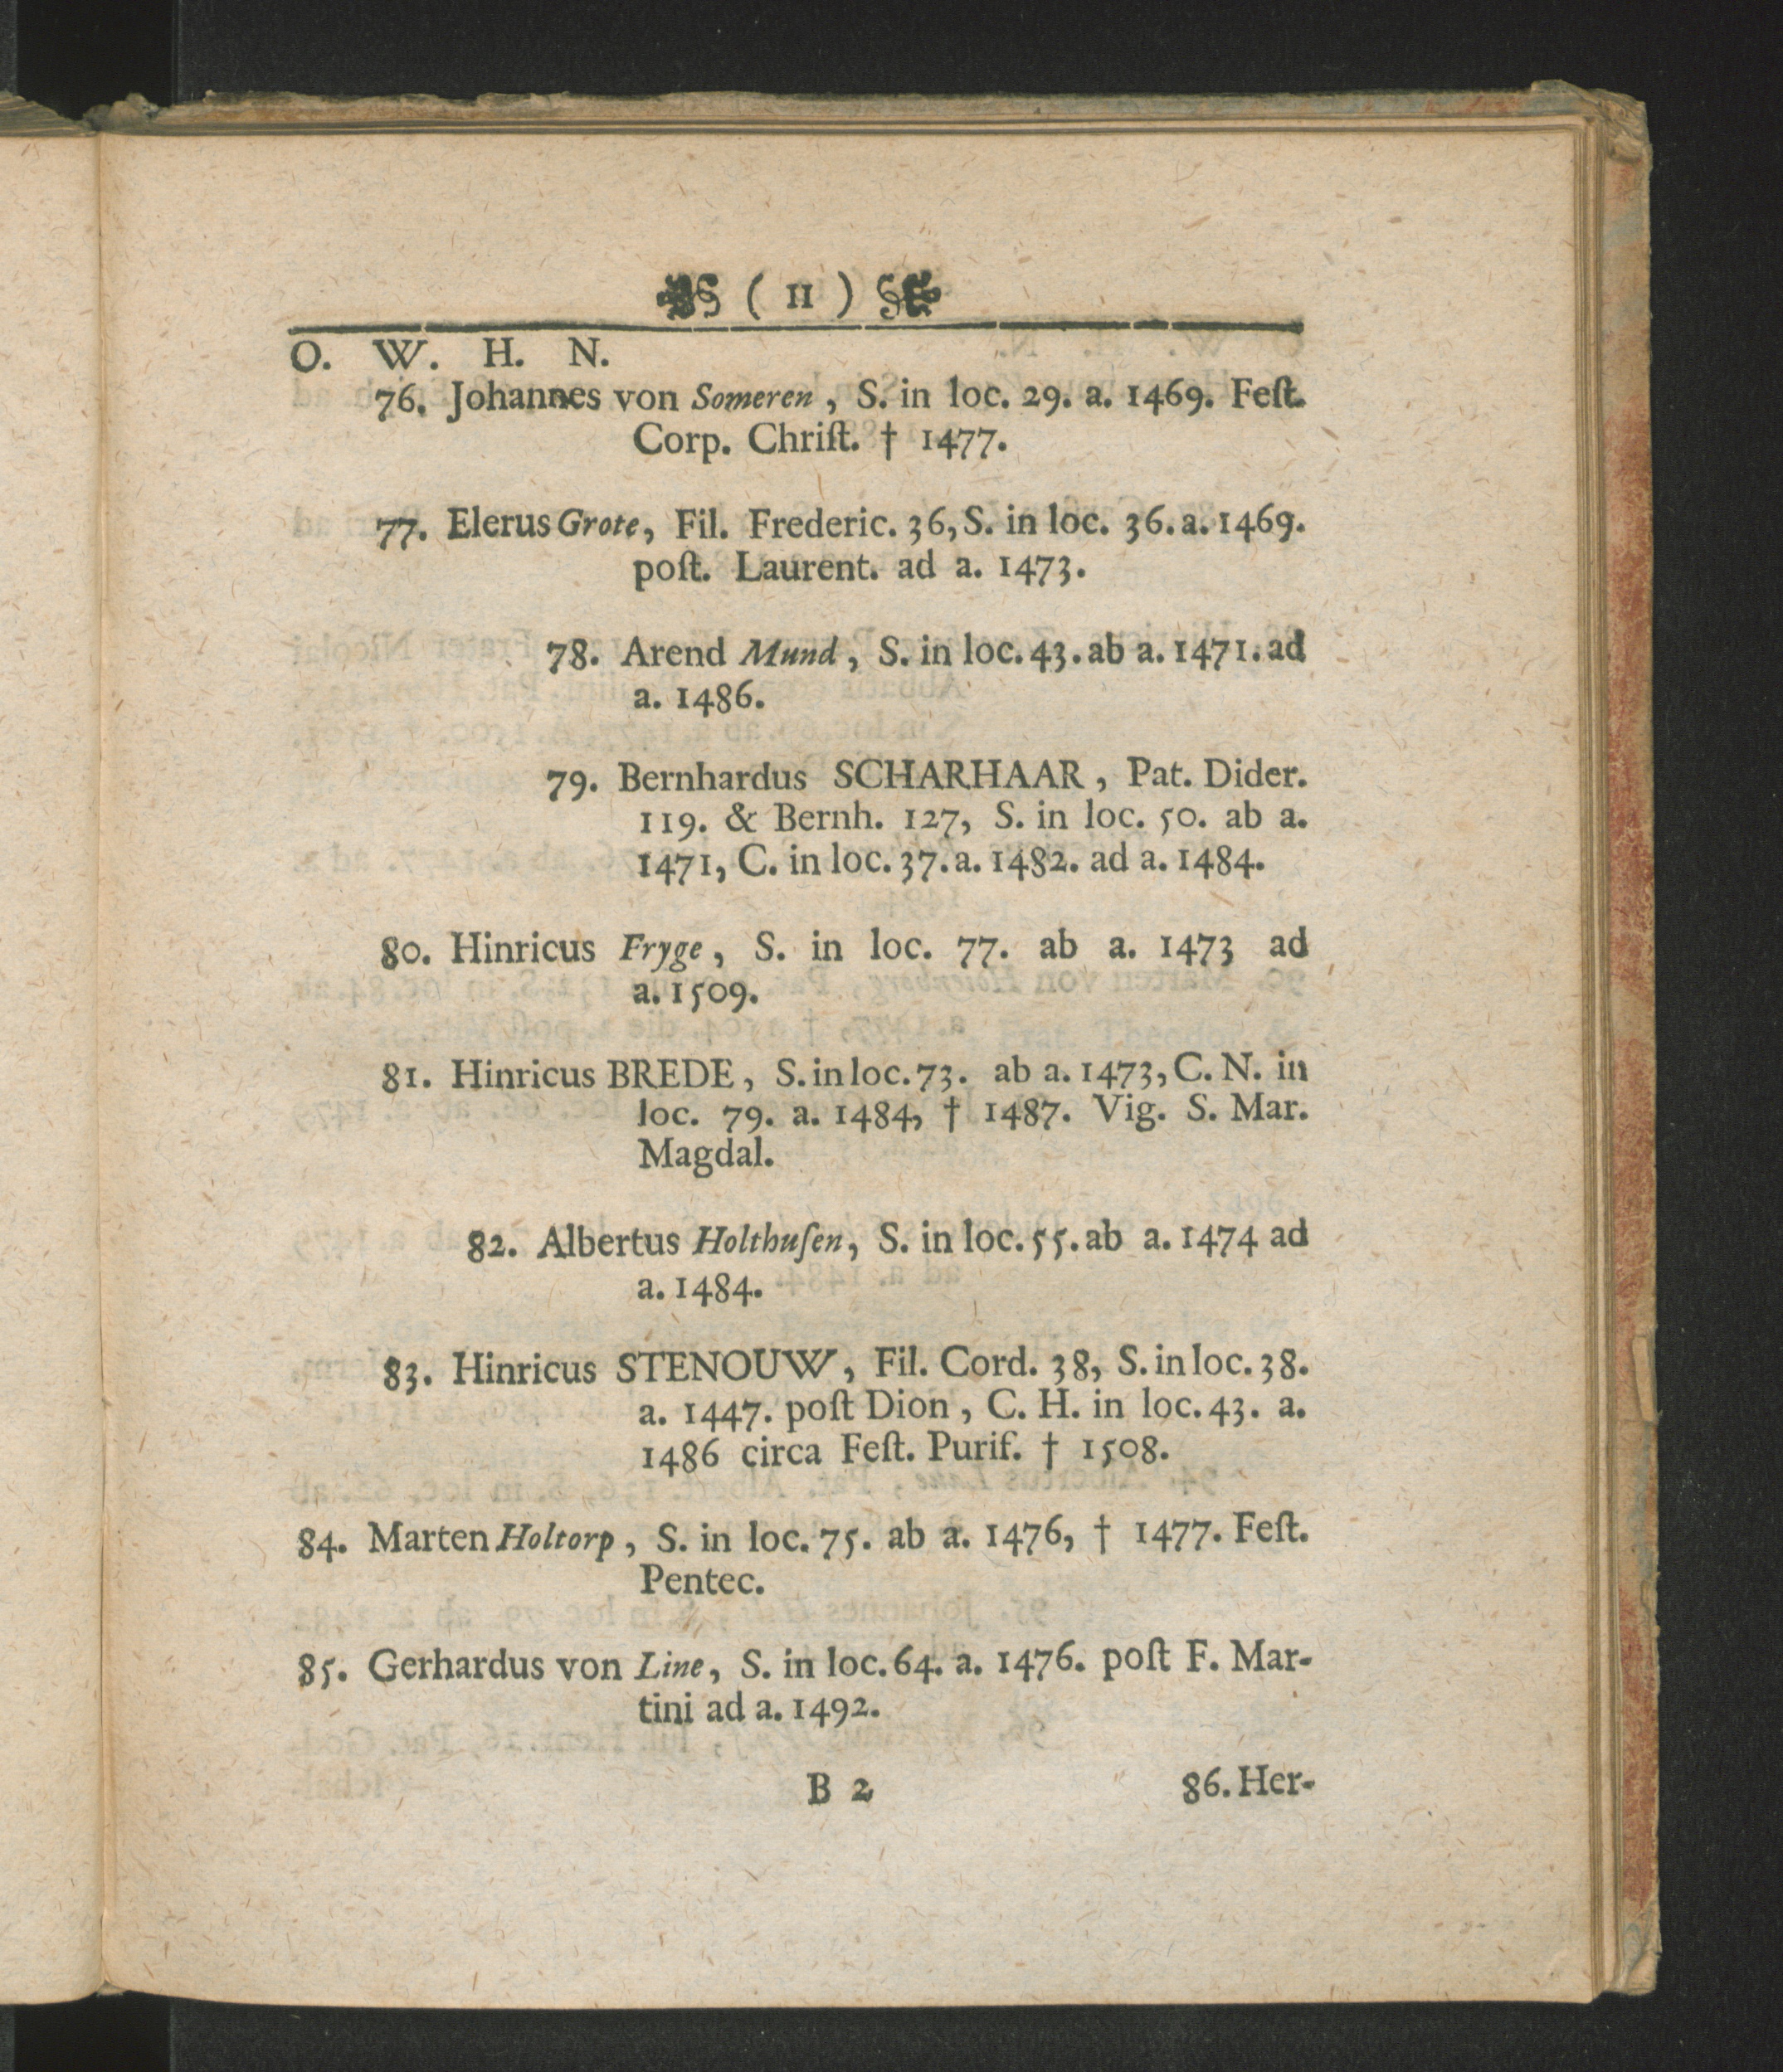 ( 11 )
O. W. H. N.
76. Johannes von Someren, S. in loc. 29. a. 1469. Feſt.
Corp. Chriſt. † 1477.
77. Elerus Grote, Fil. Frederic. 36, S. in loc. 36. a. 1469.
poſt. Laurent. ad a. 1473.
78. Arend Mund, S. in loc. 43. ab a. 1471. ad
a. 1486.
79. Bernhardus SCHARHAAR, Pat. Dider.
119. & Bernh. 127, S. in loc. 50. ab a.
1471, C. in loc. 37. a. 1482. ad a. 1484.
80. Hinricus Fryge, S. in loc. 77. ab a. 1473 ad
a. 1509.
81. Hinricus BREDE, S. in loc. 73. ab a. 1473, C. N. in
loc. 79. a. 1484, † 1487. Vig. S. Mar.
Magdal.
82. Albertus Holthuſen, S. in loc. 55. ab a. 1474 ad
a. 1484.
83. Hinricus STENOUW, Fil. Cord. 38, S. in loc. 38.
a. 1447. poſt Dion, C. H. in loc. 43. a.
1486 circa Feſt. Purif. † 1508.
84. Marten Holtorp, S. in loc. 75. ab a. 1476, † 1477. Feſt.
Pentec.
85. Gerhardus von Line, S. in loc. 64. a. 1476. poſt F. Mar-
tini ad a. 1492.
B 2 86. Her-